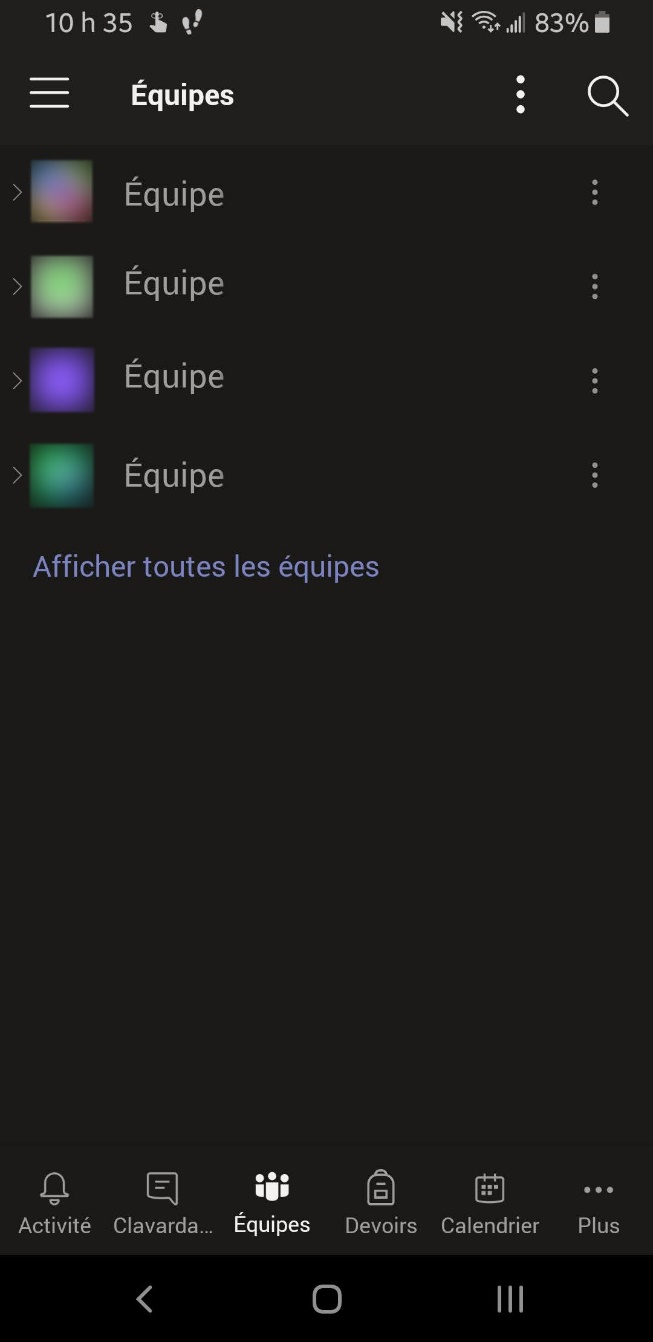 10 h 35 83%
Équipes
Équipe
Équipe
Équipe
Équipe
Afficher toutes les équipes
Activité Clavarda... Équipes Devoirs Calendrier Plus